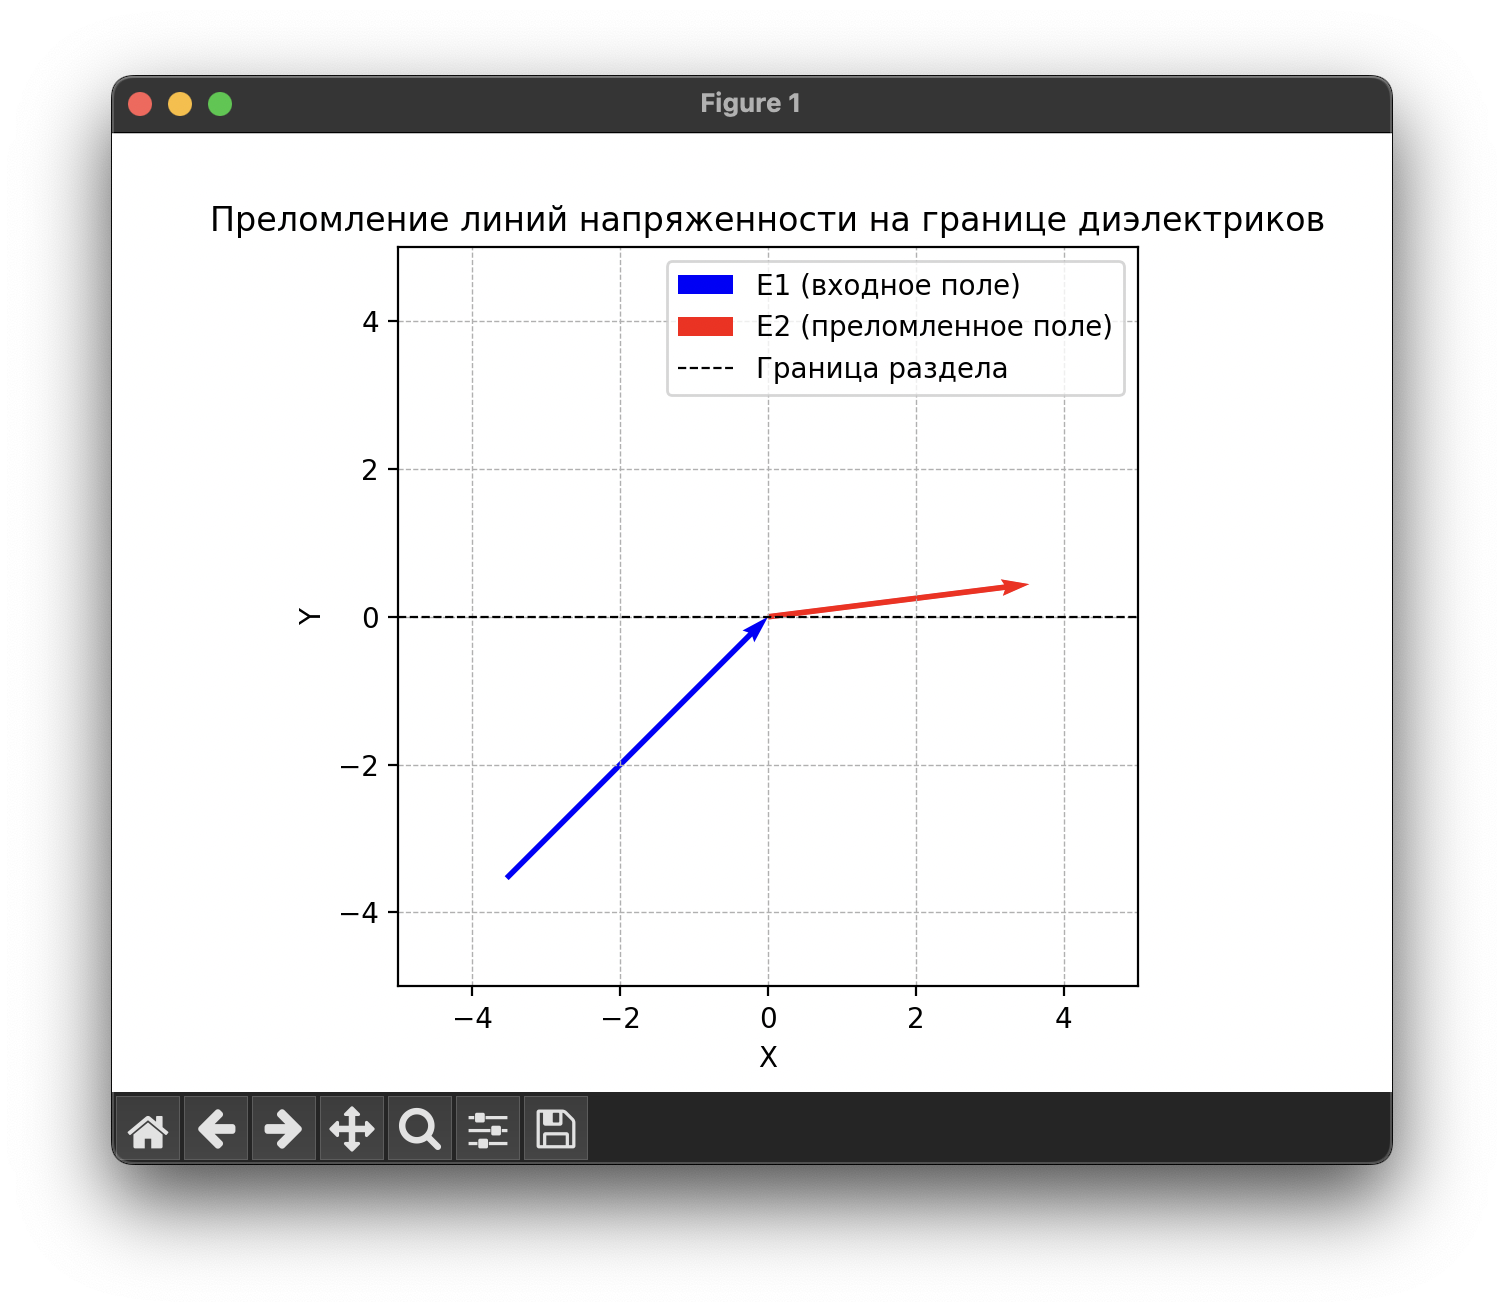 Figure 1
Преломление линий напряженности на границе диэлектриков
E1 (входное поле)
E2 (преломленное поле)
Граница раздела
4
2
0
−2
−4
Y
−4
−2
0
2
4
X